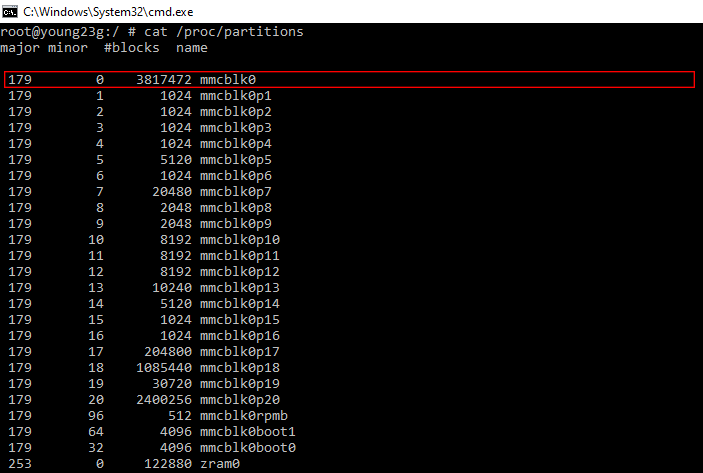 C:\Windows\System32\cmd.exe
root@young23g:/ # cat /proc/partitions
major minor  #blocks  name
179        0    3817472 mmcblk0
179        1       1024 mmcblk0p1
179        2       1024 mmcblk0p2
179        3       1024 mmcblk0p3
179        4       1024 mmcblk0p4
179        5       5120 mmcblk0p5
179        6       1024 mmcblk0p6
179        7      20480 mmcblk0p7
179        8       2048 mmcblk0p8
179        9       2048 mmcblk0p9
179       10       8192 mmcblk0p10
179       11       8192 mmcblk0p11
179       12       8192 mmcblk0p12
179       13      10240 mmcblk0p13
179       14       5120 mmcblk0p14
179       15       1024 mmcblk0p15
179       16       1024 mmcblk0p16
179       17     204800 mmcblk0p17
179       18    1085440 mmcblk0p18
179       19      30720 mmcblk0p19
179       20    2400256 mmcblk0p20
179       96        512 mmcblk0rpmb
179       64       4096 mmcblk0boot1
179       32       4096 mmcblk0boot0
253        0     122880 zram0